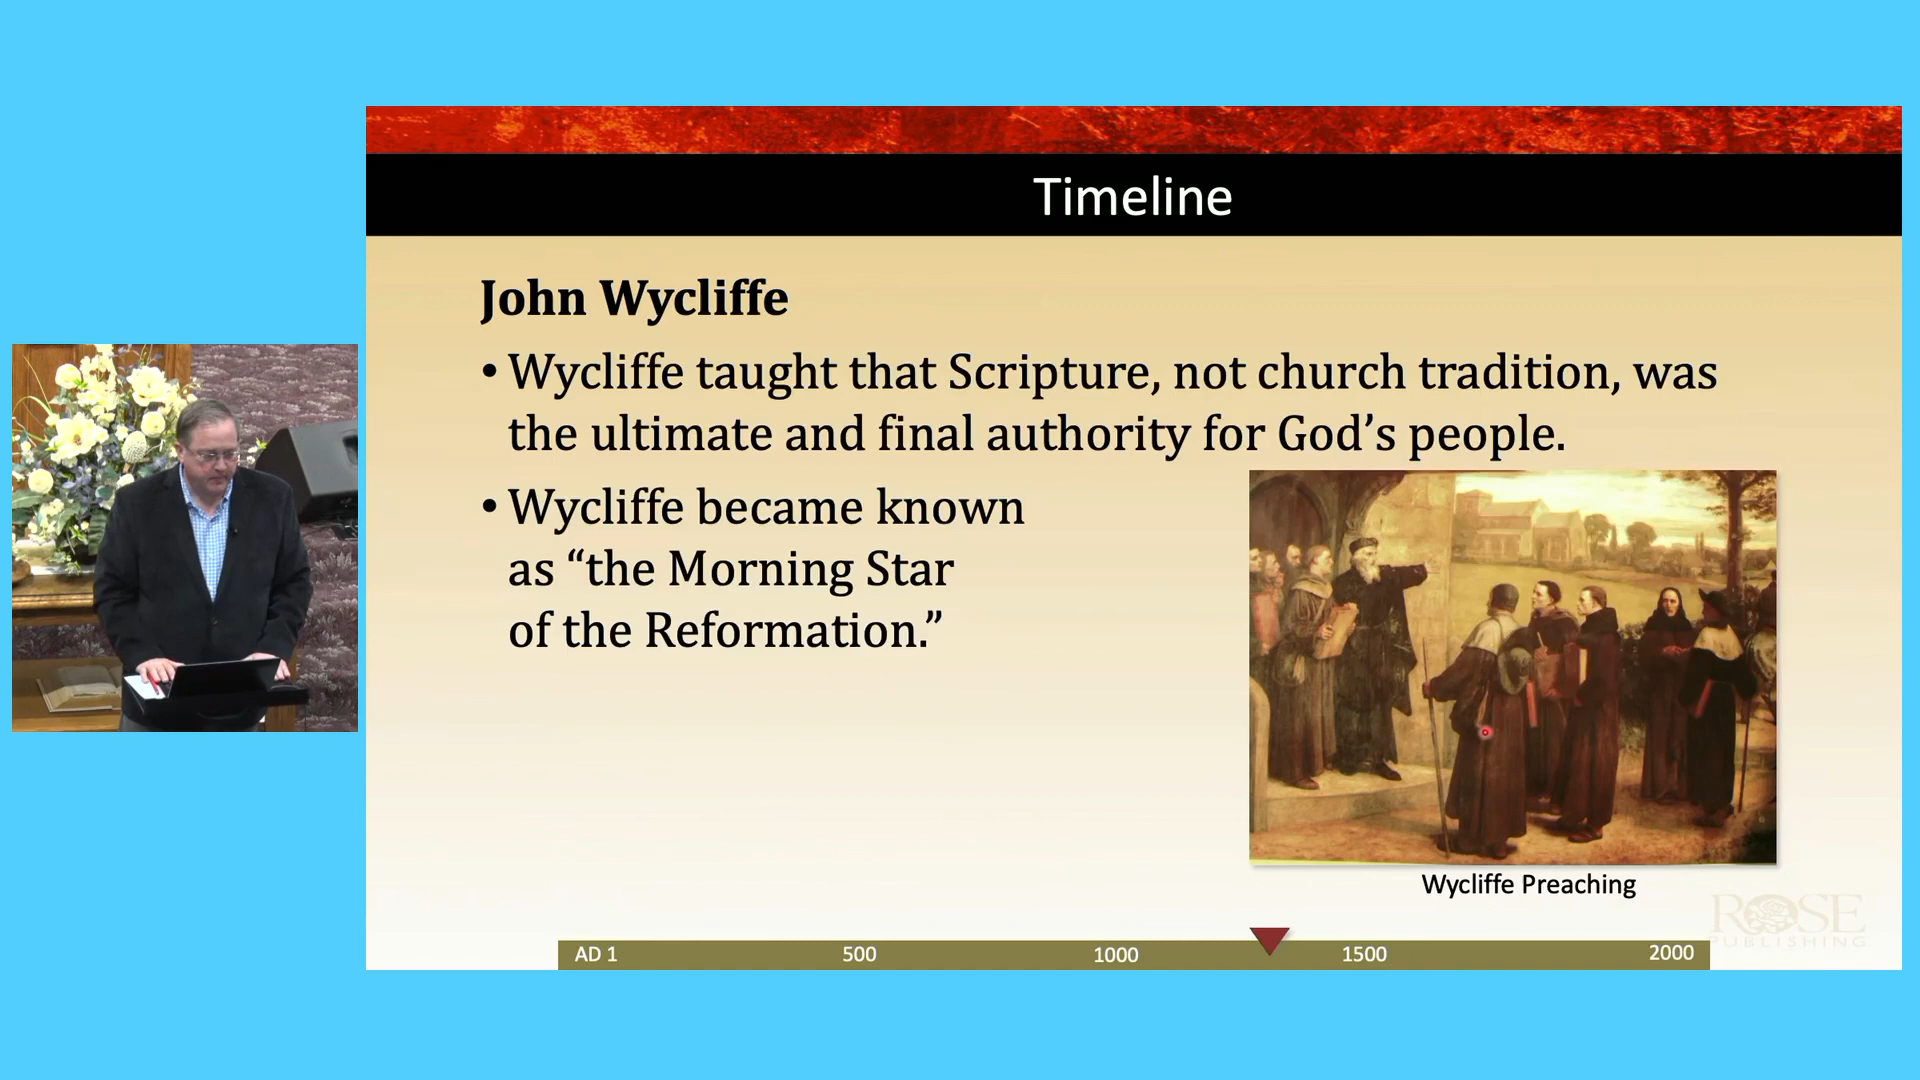 Timeline
John Wycliffe
• Wycliffe taught that Scripture, not church tradition, was
the ultimate and final authority for God’s people.
• Wycliffe became known
as “the Morning Star
of the Reformation.”
Wycliffe Preaching
ROSE
PUBLISHING
AD 1 500 1000 1500 2000